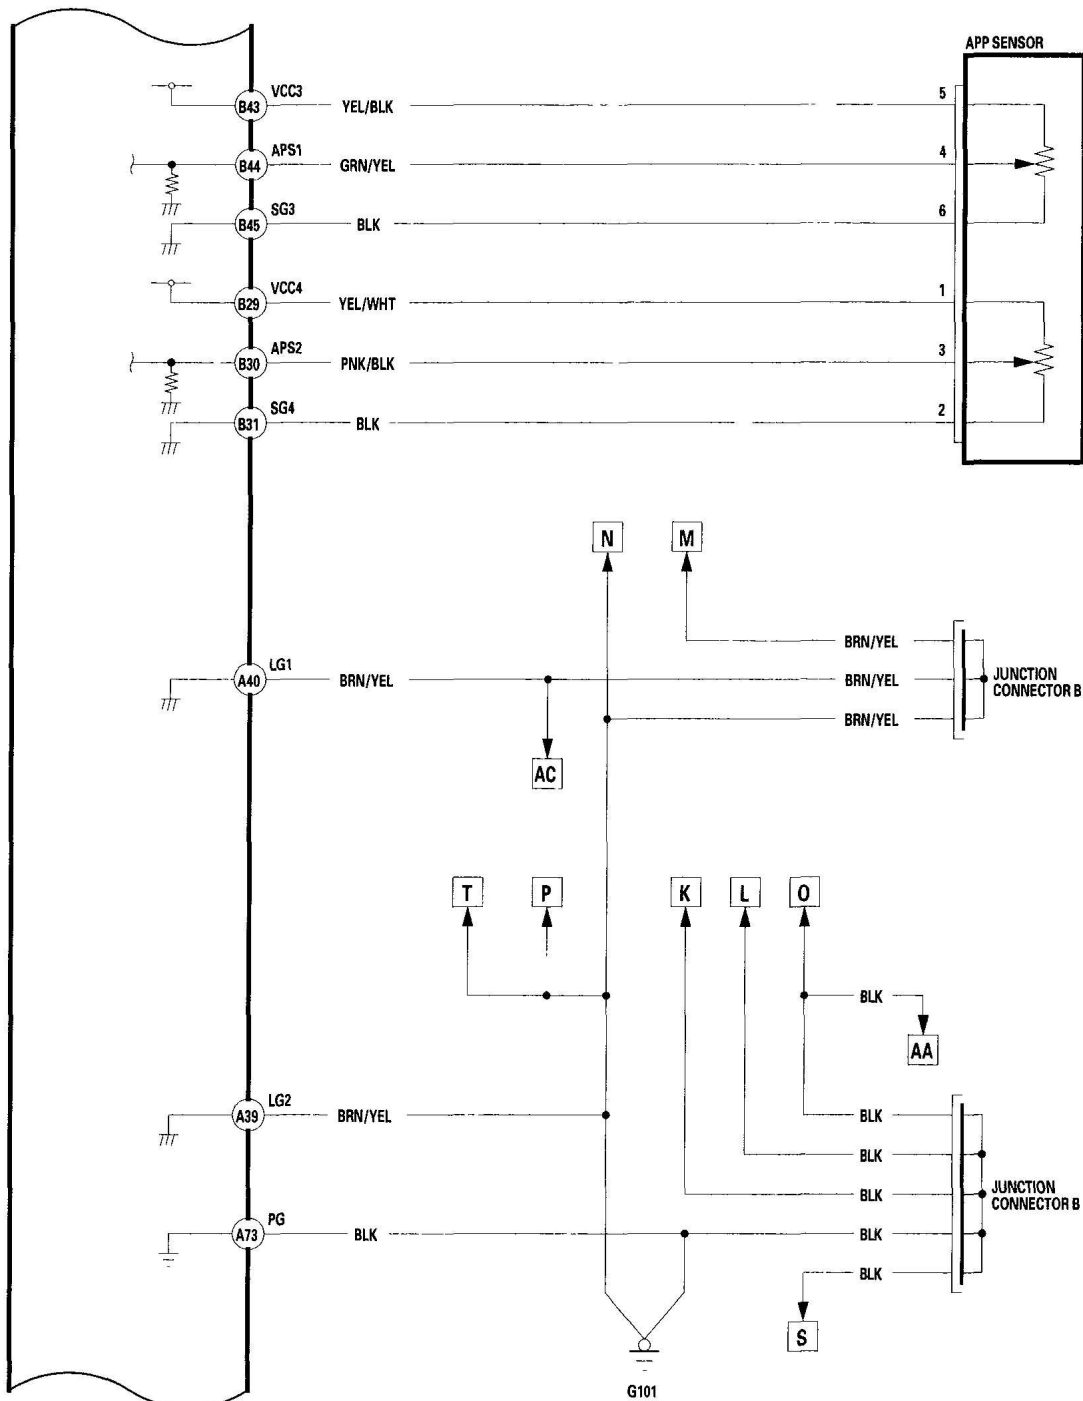 APP SENSOR
VCC3
B43 YEL/BLK 5
APS1
B44 GRN/YEL 4
SG3
B45 BLK 6
VCC4
B29 YEL/WHT 1
APS2
B30 PNK/BLK 3
SG4
B31 BLK 2
N M
BRN/YEL
LG1
A40 BRN/YEL BRN/YEL
JUNCTION
CONNECTOR B
BRN/YEL
AC
T P K L O
BLK
AA
LG2
A39 BRN/YEL BLK
BLK
JUNCTION
CONNECTOR B
BLK
PG
A73 BLK BLK
BLK
S
G101